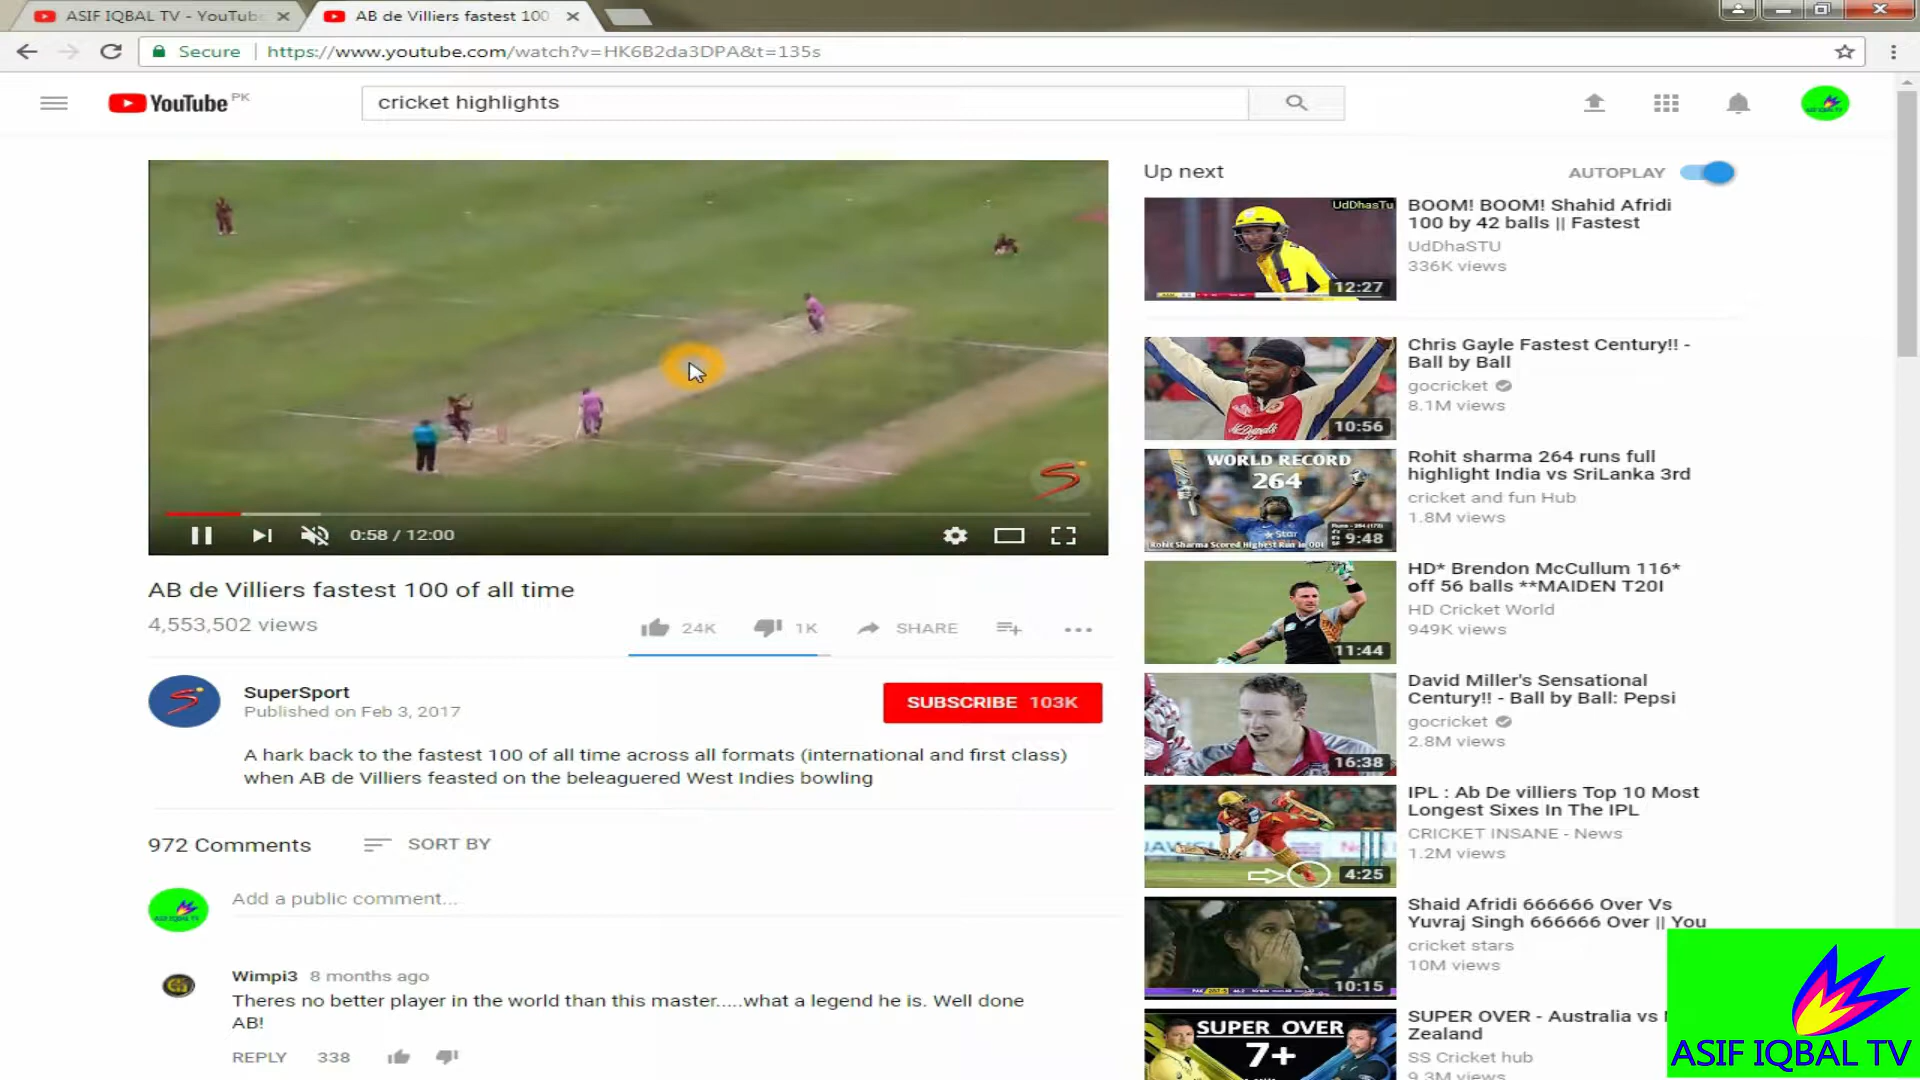 ASIF IQBAL TV - YouTube
AB de Villiers fastest 100
Secure
https://www.youtube.com/watch?v=HK6B2da3DPA&t=135s
YouTube PK
cricket highlights
0:58 / 12:00
AB de Villiers fastest 100 of all time
4,553,502 views
24K
1K
SHARE
SuperSport
Published on Feb 3, 2017
SUBSCRIBE 103K
A hark back to the fastest 100 of all time across all formats (international and first class)
when AB de Villiers feasted on the beleaguered West Indies bowling
972 Comments
SORT BY
Add a public comment...
Wimpi3 8 months ago
Theres no better player in the world than this master.....what a legend he is. Well done
AB!
REPLY 338
Up next
AUTOPLAY
UdDhasTu
12:27
BOOM! BOOM! Shahid Afridi
100 by 42 balls || Fastest
UdDhaSTU
336K views
10:56
Chris Gayle Fastest Century!! -
Ball by Ball
gocricket
8.1M views
WORLD RECORD
264
Star
Rohit Sharma Scored Highest Run In ODI
9:48
Rohit sharma 264 runs full
highlight India vs SriLanka 3rd
cricket and fun Hub
1.8M views
11:44
HD* Brendon McCullum 116*
off 56 balls **MAIDEN T20I
HD Cricket World
949K views
16:38
David Miller's Sensational
Century!! - Ball by Ball: Pepsi
gocricket
2.8M views
4:25
IPL : Ab De villiers Top 10 Most
Longest Sixes In The IPL
CRICKET INSANE - News
1.2M views
10:15
Shaid Afridi 666666 Over Vs
Yuvraj Singh 666666 Over || You
cricket stars
10M views
SUPER OVER
7+
SUPER OVER - Australia vs
Zealand
SS Cricket hub
9.3M views
ASIF IQBAL TV